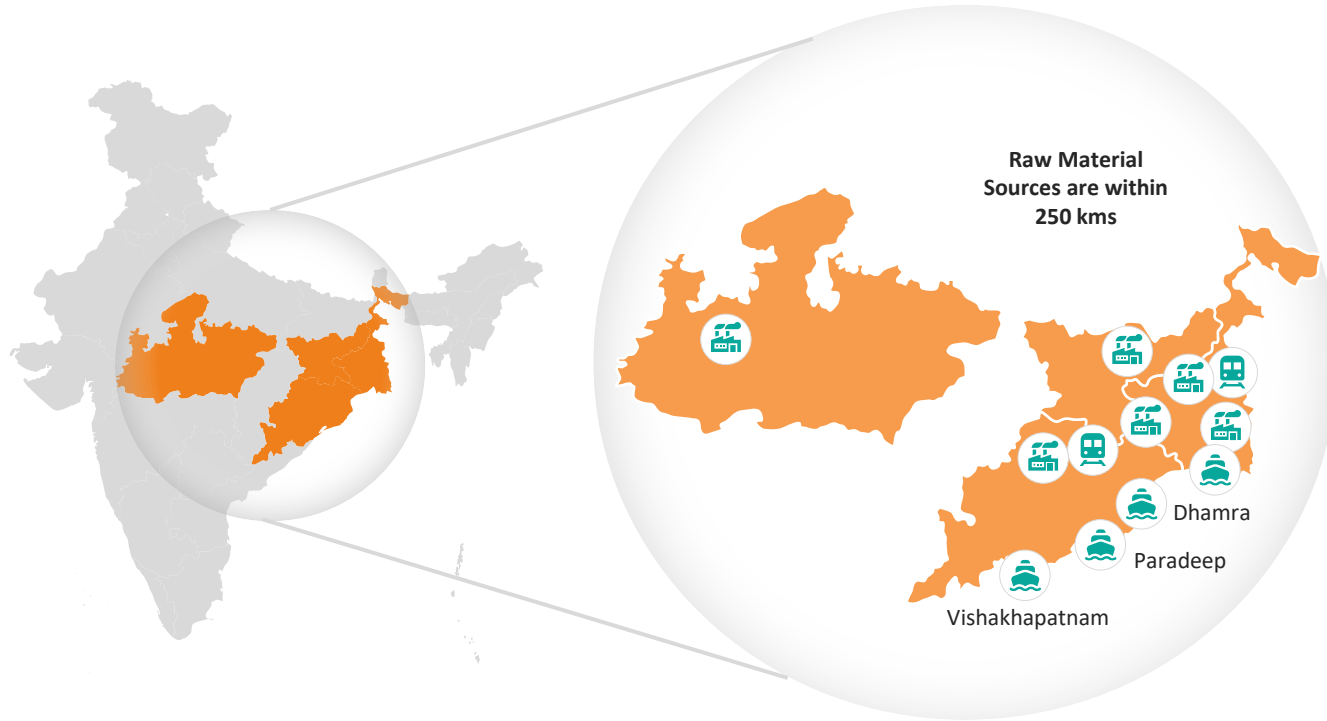 Raw Material
Sources are within
250 kms
Dhamra
Paradeep
Vishakhapatnam